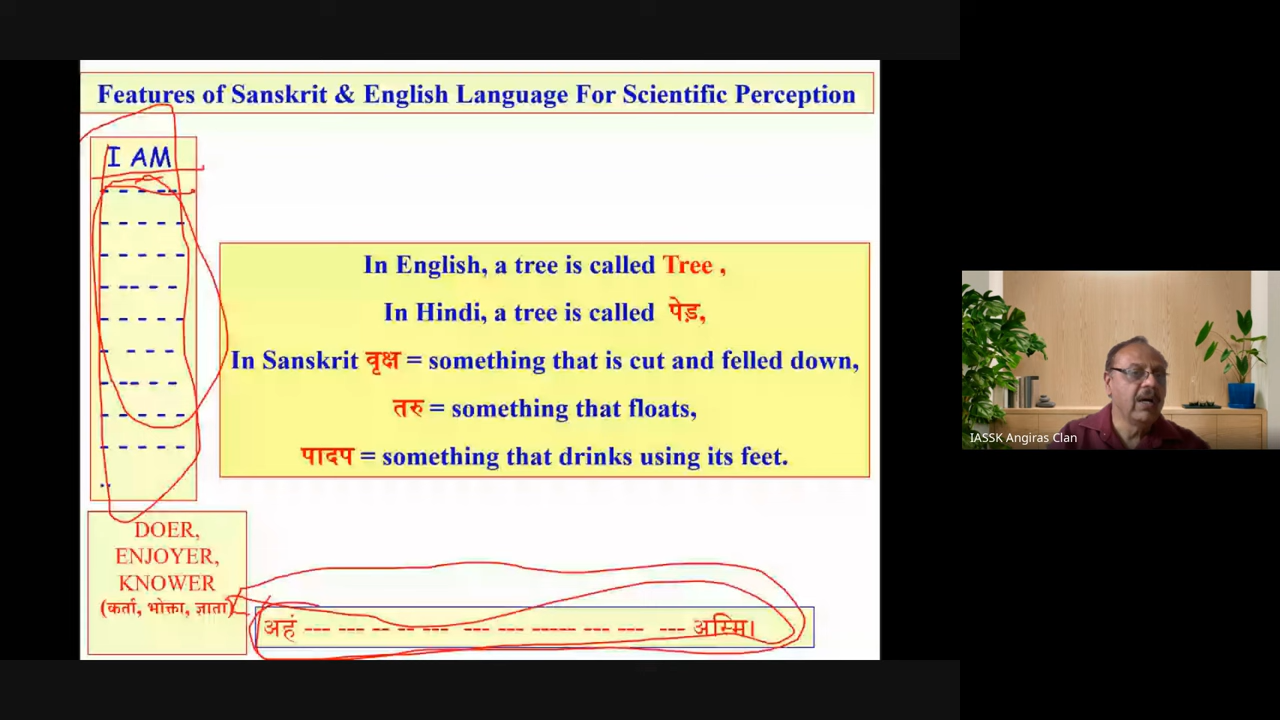 Features of Sanskrit & English Language For Scientific Perception
I AM
- - - - -
- - - - -
- - - - -
- -- - - -
- - - - -
- - - - -
- -- - - -
- - - - -
- - - - -
..
In English, a tree is called Tree ,
In Hindi, a tree is called पेड़,
In Sanskrit वृक्ष = something that is cut and felled down,
तरु = something that floats,
पादप = something that drinks using its feet.
DOER,
ENJOYER,
KNOWER
(कर्ता, भोक्ता, ज्ञाता)
अहं --- --- -- -- --- --- --- ----- --- --- --- अस्मि।
IASSK Angiras Clan